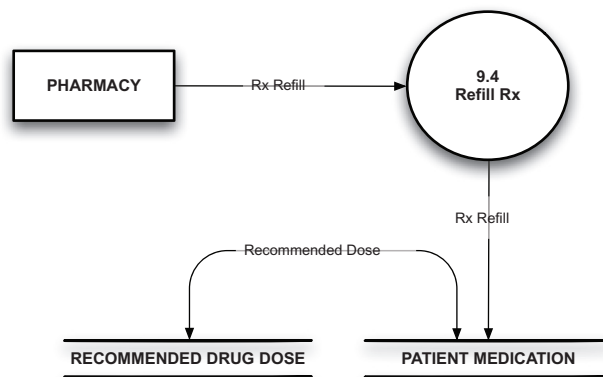 PHARMACY
Rx Refill
9.4
Refill Rx
Rx Refill
Recommended Dose
RECOMMENDED DRUG DOSE
PATIENT MEDICATION